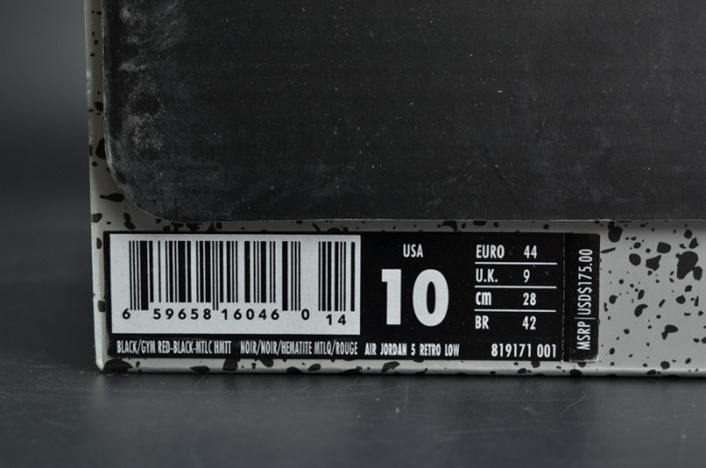 USA
10
EURO 44
U.K. 9
cm 28
BR 42
MSRP USD$175.00
6 59658 16046 0 14
BLACK/GYM RED-BLACK-MTLC HMTT NOIR/NOIR/HEMATITE MTLQ/ROUGE AIR JORDAN 5 RETRO LOW 819171 001